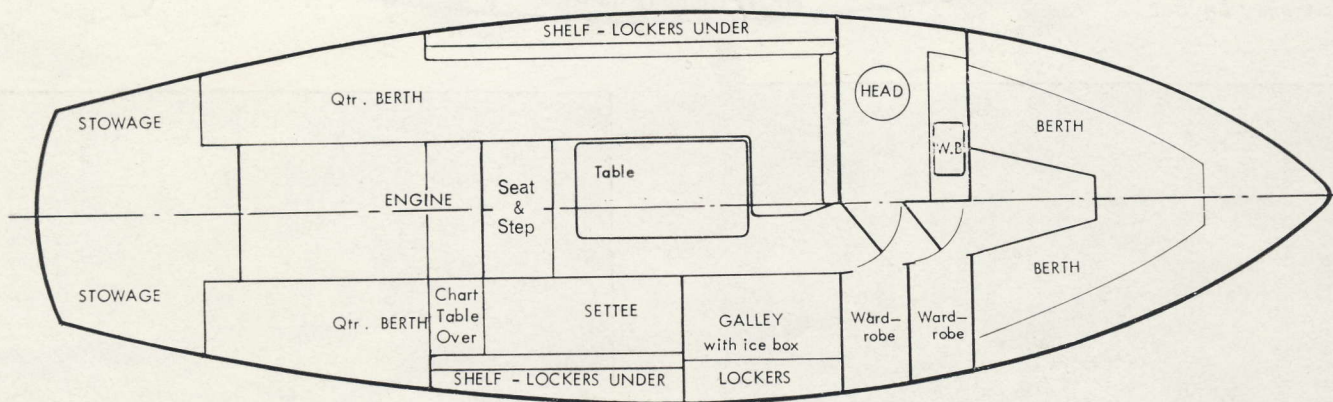 SHELF - LOCKERS UNDER
Qtr. BERTH
STOWAGE
HEAD
W.B
BERTH
Table
ENGINE
Seat
&
Step
STOWAGE
Qtr. BERTH
Chart
Table
Over
SETTEE
GALLEY
with ice box
Ward-
robe
Ward-
robe
BERTH
SHELF - LOCKERS UNDER
LOCKERS